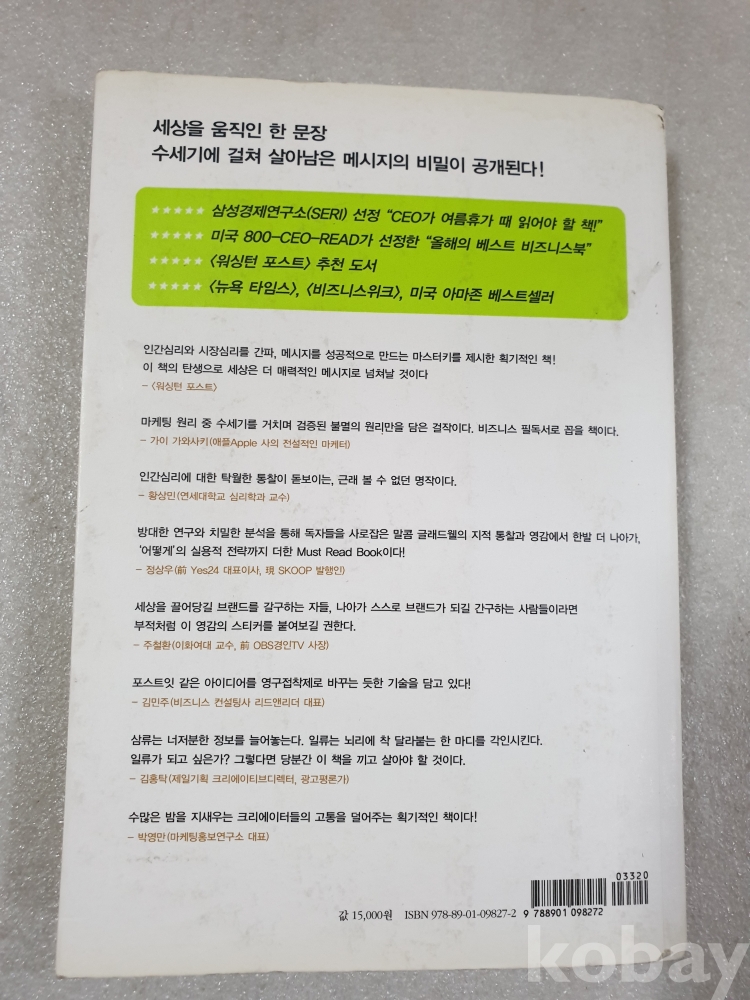 세상을 움직인 한 문장
수세기에 걸쳐 살아남은 메시지의 비밀이 공개된다!
★★★★★ 삼성경제연구소(SERI) 선정 “CEO가 여름휴가 때 읽어야 할 책!”
★★★★★ 미국 800-CEO-READ가 선정한 “올해의 베스트 비즈니스북”
★★★★★ 〈워싱턴 포스트〉 추천 도서
★★★★★ 〈뉴욕 타임스〉, 〈비즈니스위크〉, 미국 아마존 베스트셀러
인간심리와 시장심리를 간파, 메시지를 성공적으로 만드는 마스터키를 제시한 획기적인 책!
이 책의 탄생으로 세상은 더 매력적인 메시지로 넘쳐날 것이다
- 〈워싱턴 포스트〉
마케팅 원리 중 수세기를 거치며 검증된 불멸의 원리만을 담은 걸작이다. 비즈니스 필독서로 꼽을 책이다.
- 가이 가와사키(애플Apple 사의 전설적인 마케터)
인간심리에 대한 탁월한 통찰이 돋보이는, 근래 볼 수 없던 명작이다.
- 황상민(연세대학교 심리학과 교수)
방대한 연구와 치밀한 분석을 통해 독자들을 사로잡은 말콤 글래드웰의 지적 통찰과 영감에서 한발 더 나아가,
‘어떻게’의 실용적 전략까지 더한 Must Read Book이다!
- 정상우(前 Yes24 대표이사, 現 SKOOP 발행인)
세상을 끌어당길 브랜드를 갈구하는 자들, 나아가 스스로 브랜드가 되길 간구하는 사람들이라면
부적처럼 이 영감의 스티커를 붙여보길 권한다.
- 주철환(이화여대 교수, 前 OBS경인TV 사장)
포스트잇 같은 아이디어를 영구접착제로 바꾸는 듯한 기술을 담고 있다!
- 김민주(비즈니스 컨설팅사 리드앤리더 대표)
삼류는 너저분한 정보를 늘어놓는다. 일류는 뇌리에 착 달라붙는 한 마디를 각인시킨다.
일류가 되고 싶은가? 그렇다면 당분간 이 책을 끼고 살아야 할 것이다.
- 김홍탁(제일기획 크리에이티브디렉터, 광고평론가)
수많은 밤을 지새우는 크리에이터들의 고통을 덜어주는 획기적인 책이다!
- 박영만(마케팅홍보연구소 대표)
03320
값 15,000원 ISBN 978-89-01-09827-2
9 788901 098272
kobay